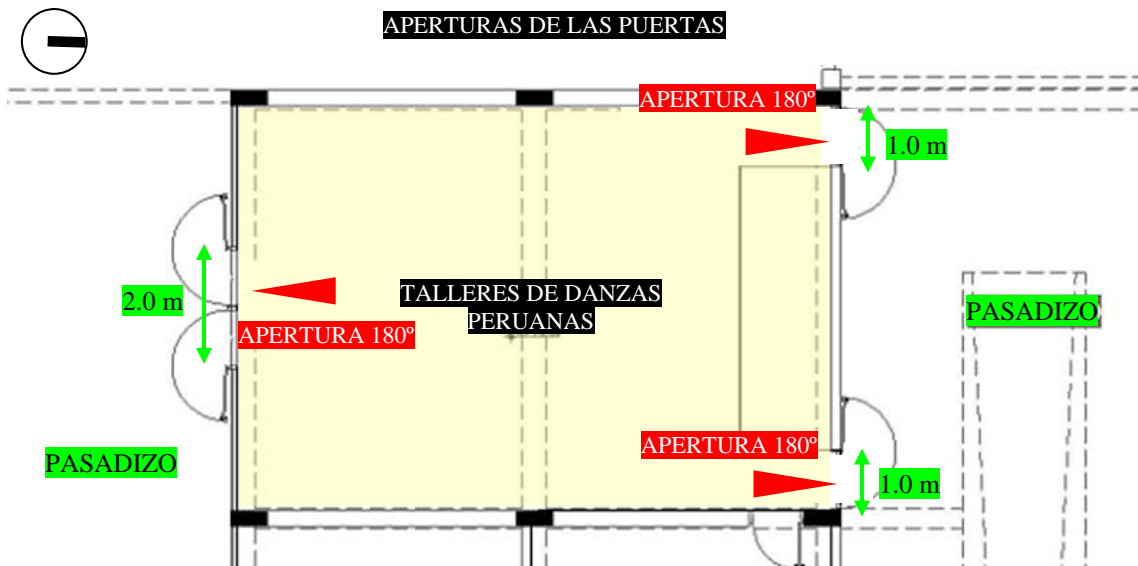 APERTURAS DE LAS PUERTAS
APERTURA 180º
1.0 m
2.0 m
TALLERES DE DANZAS
PERUANAS
PASADIZO
APERTURA 180º
APERTURA 180º
PASADIZO
1.0 m